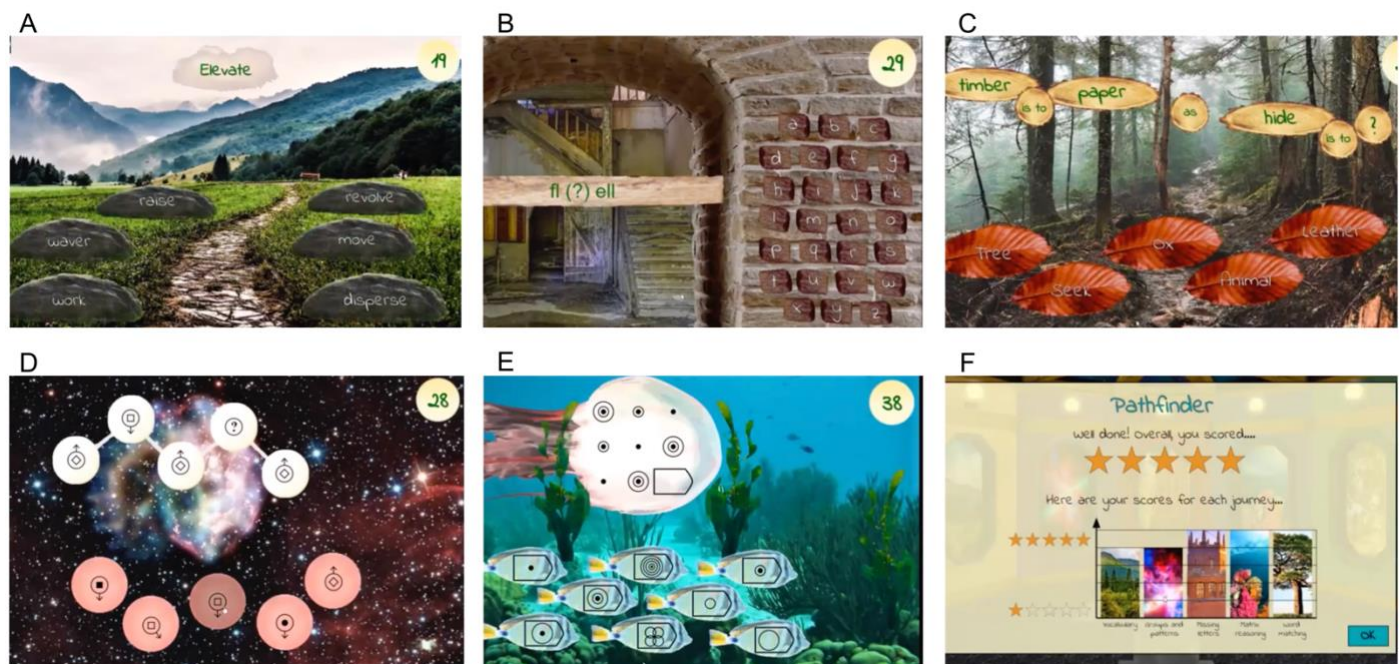 A
B
C
Elevate
19
raise
revolve
waver
move
work
disperse
29
fl (?) ell
a b c
d e f g
h i j k
l m n o
p q r s
t u v w
x y z
timber
is to
paper
as
hide
is to
?
Tree
Ox
Leather
Seek
Animal
D
E
F
28
?
38
Pathfinder
Well done! Overall, you scored....
Here are your scores for each journey...
Vocabulary
Groups and
patterns
Missing
letters
Matrix
reasoning
Word
matching
OK